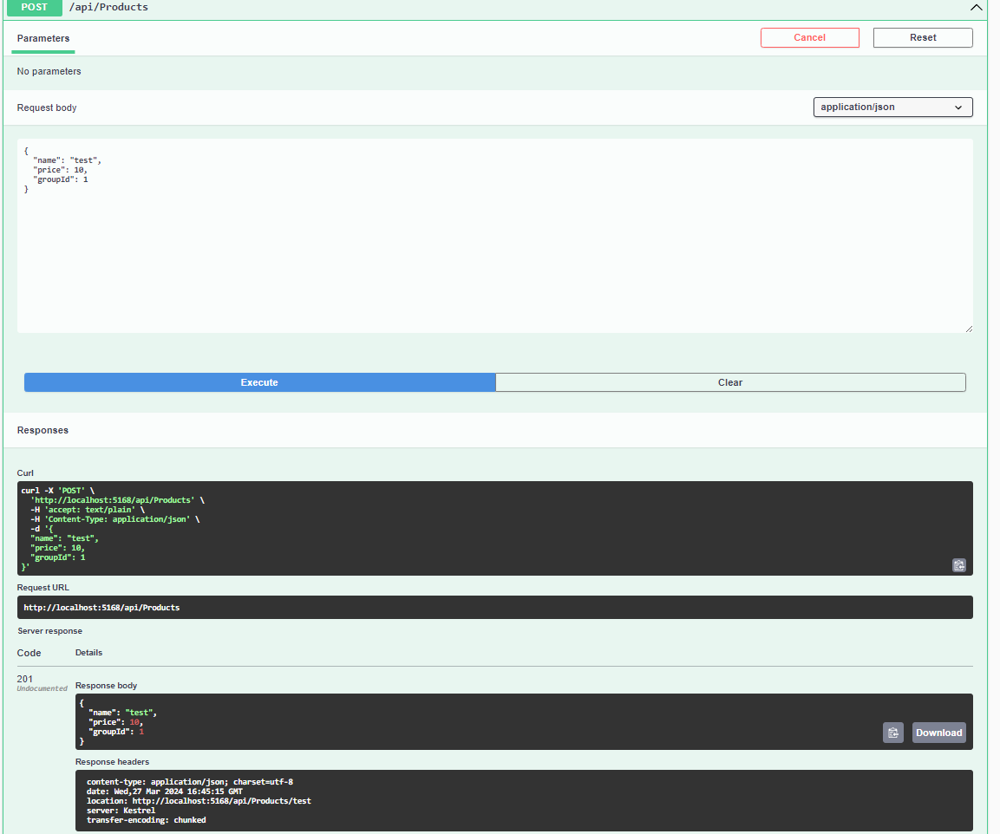 POST /api/Products
Parameters
Cancel
Reset
No parameters
Request body
application/json
{
  "name": "test",
  "price": 10,
  "groupId": 1
}
Execute
Clear
Responses
Curl
curl -X 'POST' \
  'http://localhost:5168/api/Products' \
  -H 'accept: text/plain' \
  -H 'Content-Type: application/json' \
  -d '{
  "name": "test",
  "price": 10,
  "groupId": 1
}'
Request URL
http://localhost:5168/api/Products
Server response
Code Details
201
Undocumented
Response body
{
  "name": "test",
  "price": 10,
  "groupId": 1
}
Download
Response headers
content-type: application/json; charset=utf-8
date: Wed,27 Mar 2024 16:45:15 GMT
location: http://localhost:5168/api/Products/test
server: Kestrel
transfer-encoding: chunked